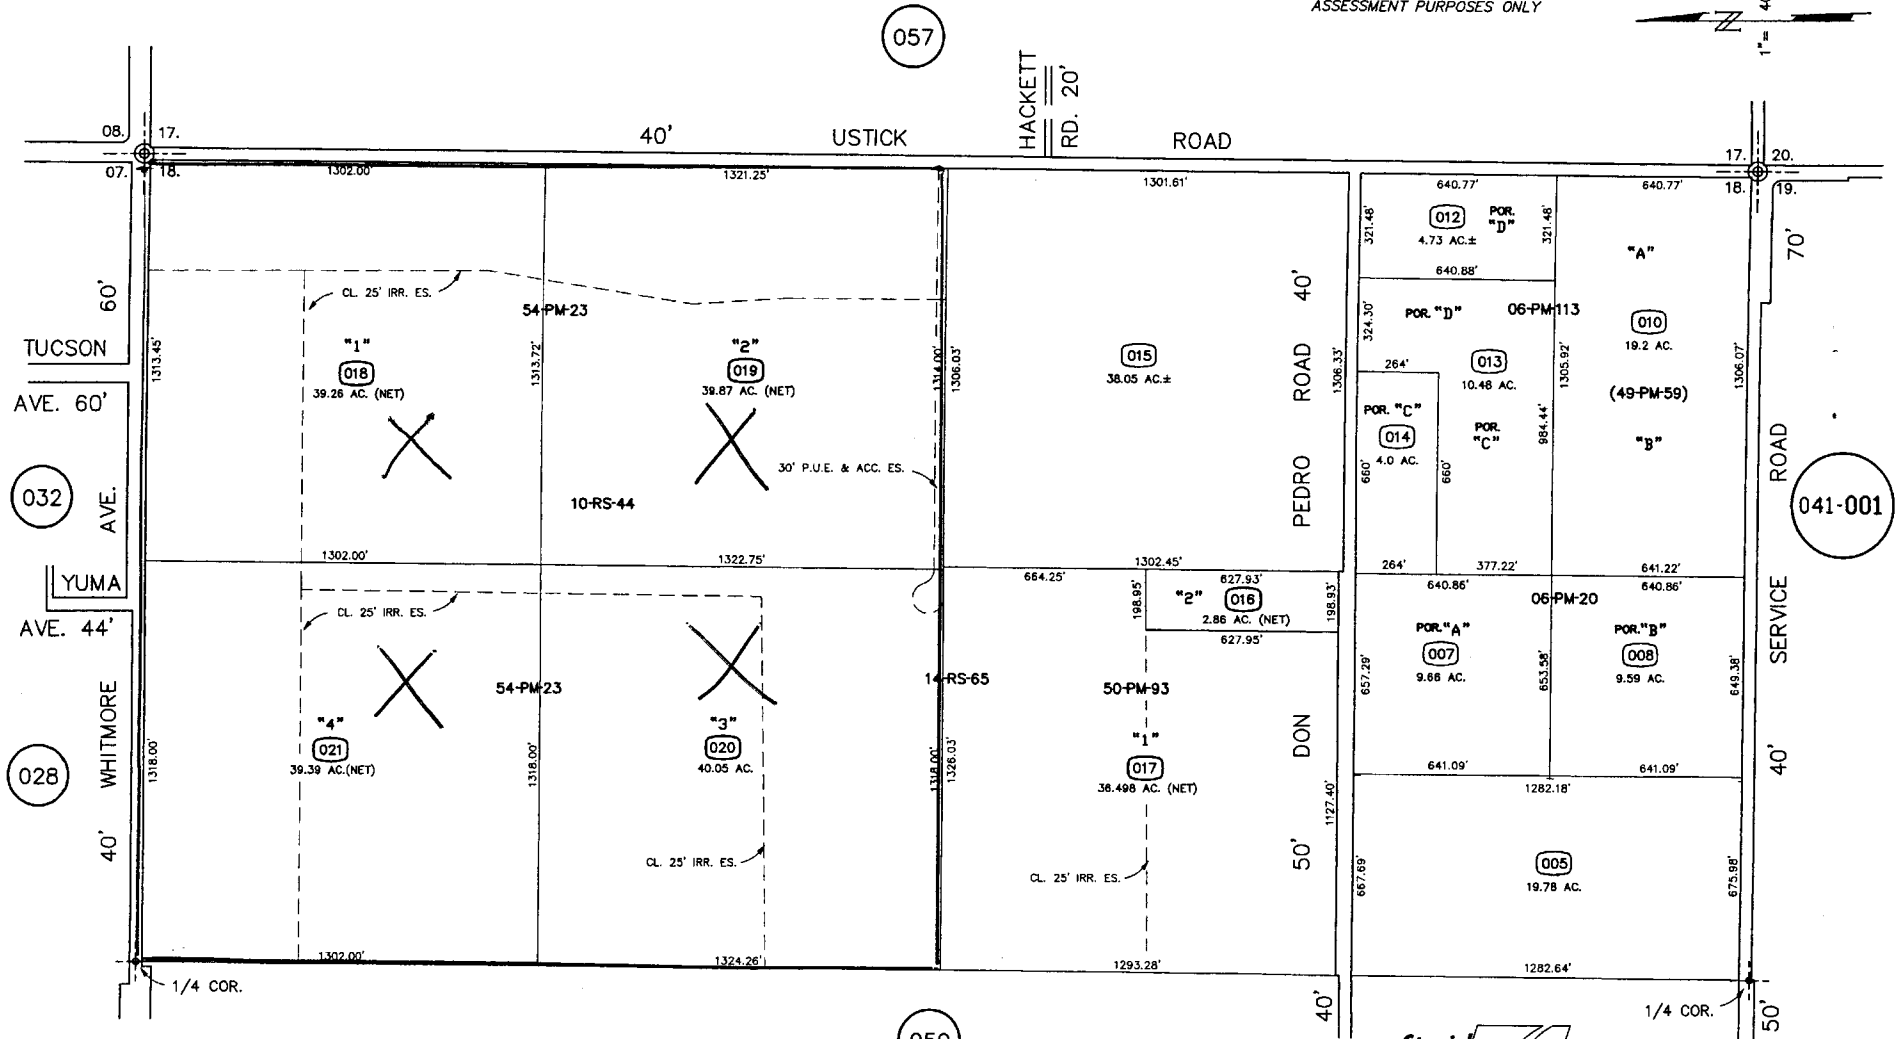 ASSESSMENT PURPOSES ONLY
N
1"=
057
HACKETT
RD. 20'
08. 17.
40' USTICK ROAD
17. 20.
07. 18.
18. 19.
1302.00'
1321.25'
1301.61'
640.77'
640.77'
321.48'
012
POR.
"D"
4.73 AC.±
321.48'
640.88'
"A"
70'
60'
CL. 25' IRR. ES.
54-PM-23
40'
324.30'
POR. "D"
06-PM-113
010
19.2 AC.
TUCSON
AVE. 60'
1313.45'
"1"
018
39.26 AC. (NET)
1313.72'
"2"
019
39.87 AC. (NET)
1314.00'
1306.03'
015
38.05 AC.±
1306.33'
264'
013
10.48 AC.
1305.92'
1306.07'
(49-PM-59)
POR. "C"
014
4.0 AC.
POR.
"C"
984.44'
"B"
660'
660'
30' P.U.E. & ACC. ES.
032
10-RS-44
041-001
1302.00'
1322.75'
1302.45'
264'
377.22'
641.22'
YUMA
AVE. 44'
664.25'
627.93'
640.86'
640.86'
198.95'
"2"
016
2.86 AC. (NET)
198.93'
06-PM-20
CL. 25' IRR. ES.
627.95'
POR. "A"
007
9.66 AC.
POR. "B"
008
9.59 AC.
657.29'
653.58'
649.38'
54-PM-23
14-RS-65
50-PM-93
"4"
021
39.39 AC.(NET)
"3"
020
40.05 AC.
"1"
017
36.498 AC. (NET)
1318.00'
1318.00'
1318.00'
1326.03'
1127.40'
028
40' WHITMORE AVE.
50' DON PEDRO ROAD
40' SERVICE ROAD
641.09'
641.09'
1282.18'
CL. 25' IRR. ES.
CL. 25' IRR. ES.
667.69'
005
19.78 AC.
675.98'
1302.00'
1324.26'
1293.28'
1282.64'
1/4 COR.
40'
1/4 COR.
50'